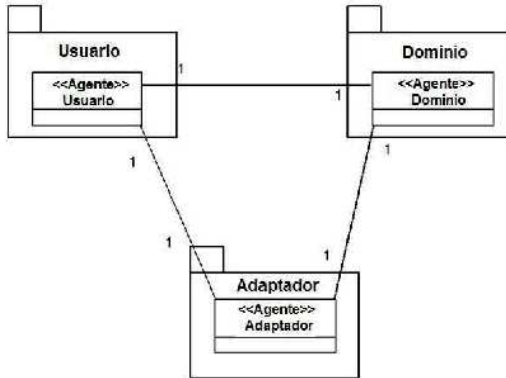 Usuario
<<Agente>>
Usuario
1
1
Dominio
<<Agente>>
Dominio
1
1
1
1
Adaptador
<<Agente>>
Adaptador